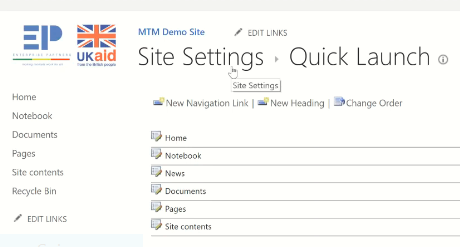 MTM Demo Site
EDIT LINKS
Site Settings › Quick Launch
Site Settings
EP
UKaid
from the British people
New Navigation Link | New Heading | Change Order
Home
Notebook
Documents
Pages
Site contents
Recycle Bin
EDIT LINKS
Home
Notebook
News
Documents
Pages
Site contents